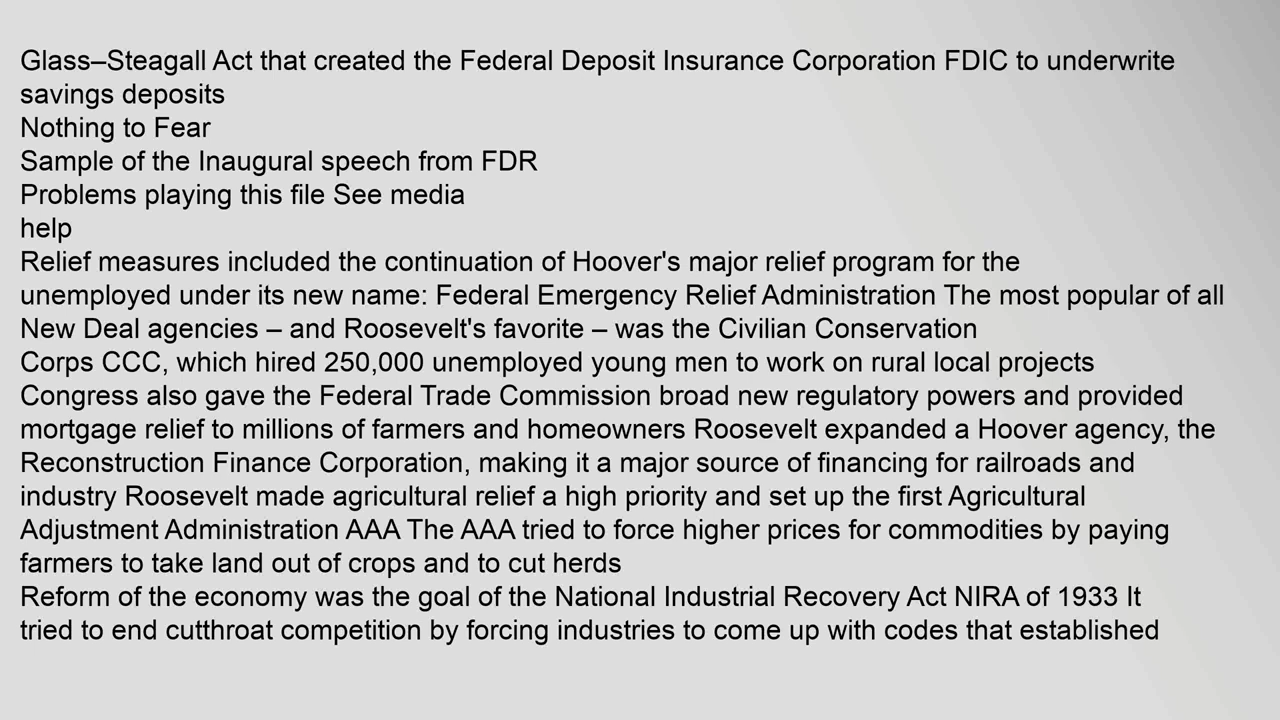 Glass–Steagall Act that created the Federal Deposit Insurance Corporation FDIC to underwrite
savings deposits
Nothing to Fear
Sample of the Inaugural speech from FDR
Problems playing this file See media
help
Relief measures included the continuation of Hoover's major relief program for the
unemployed under its new name: Federal Emergency Relief Administration The most popular of all
New Deal agencies – and Roosevelt's favorite – was the Civilian Conservation
Corps CCC, which hired 250,000 unemployed young men to work on rural local projects
Congress also gave the Federal Trade Commission broad new regulatory powers and provided
mortgage relief to millions of farmers and homeowners Roosevelt expanded a Hoover agency, the
Reconstruction Finance Corporation, making it a major source of financing for railroads and
industry Roosevelt made agricultural relief a high priority and set up the first Agricultural
Adjustment Administration AAA The AAA tried to force higher prices for commodities by paying
farmers to take land out of crops and to cut herds
Reform of the economy was the goal of the National Industrial Recovery Act NIRA of 1933 It
tried to end cutthroat competition by forcing industries to come up with codes that established